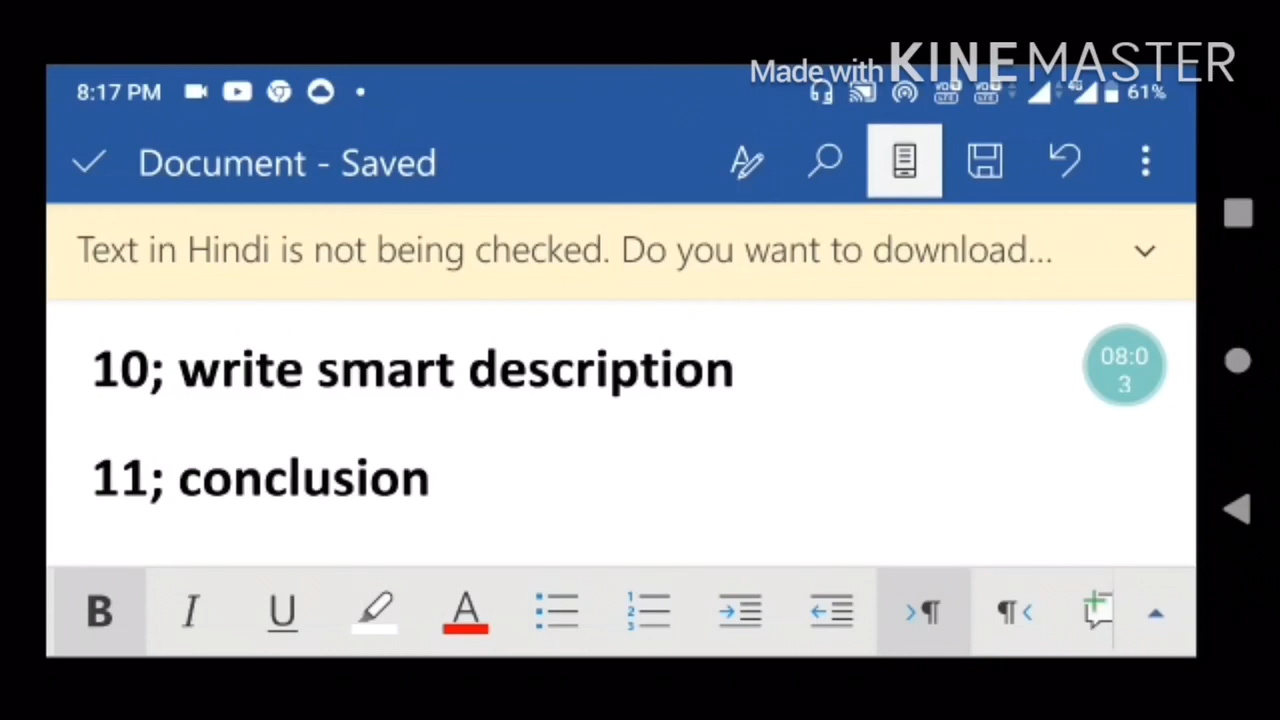 Made with KINEMASTER
8:17 PM
4G
61%
Document - Saved
Text in Hindi is not being checked. Do you want to download...
10; write smart description
08:0
3
11; conclusion
B I U A